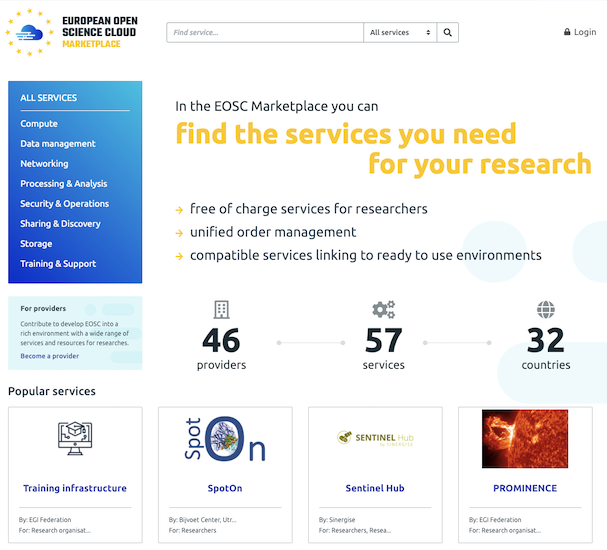 EUROPEAN OPEN
SCIENCE CLOUD
MARKETPLACE
Find service...
All services
Login
ALL SERVICES
Compute
Data management
Networking
Processing & Analysis
Security & Operations
Sharing & Discovery
Storage
Training & Support
In the EOSC Marketplace you can
find the services you need
for your research
free of charge services for researchers
unified order management
compatible services linking to ready to use environments
For providers
Contribute to develop EOSC into a
rich environment with a wide range of
services and resources for researches.
Become a provider
46
providers
57
services
32
countries
Popular services
Training infrastructure
By: EGI Federation
For: Research organisat...
Spot
On
SpotOn
By: Bijvoet Center, Utr...
For: Researchers
SENTINEL Hub
by SINERGISE
Sentinel Hub
By: Sinergise
For: Researchers, Resea...
PROMINENCE
By: EGI Federation
For: Research organisat...